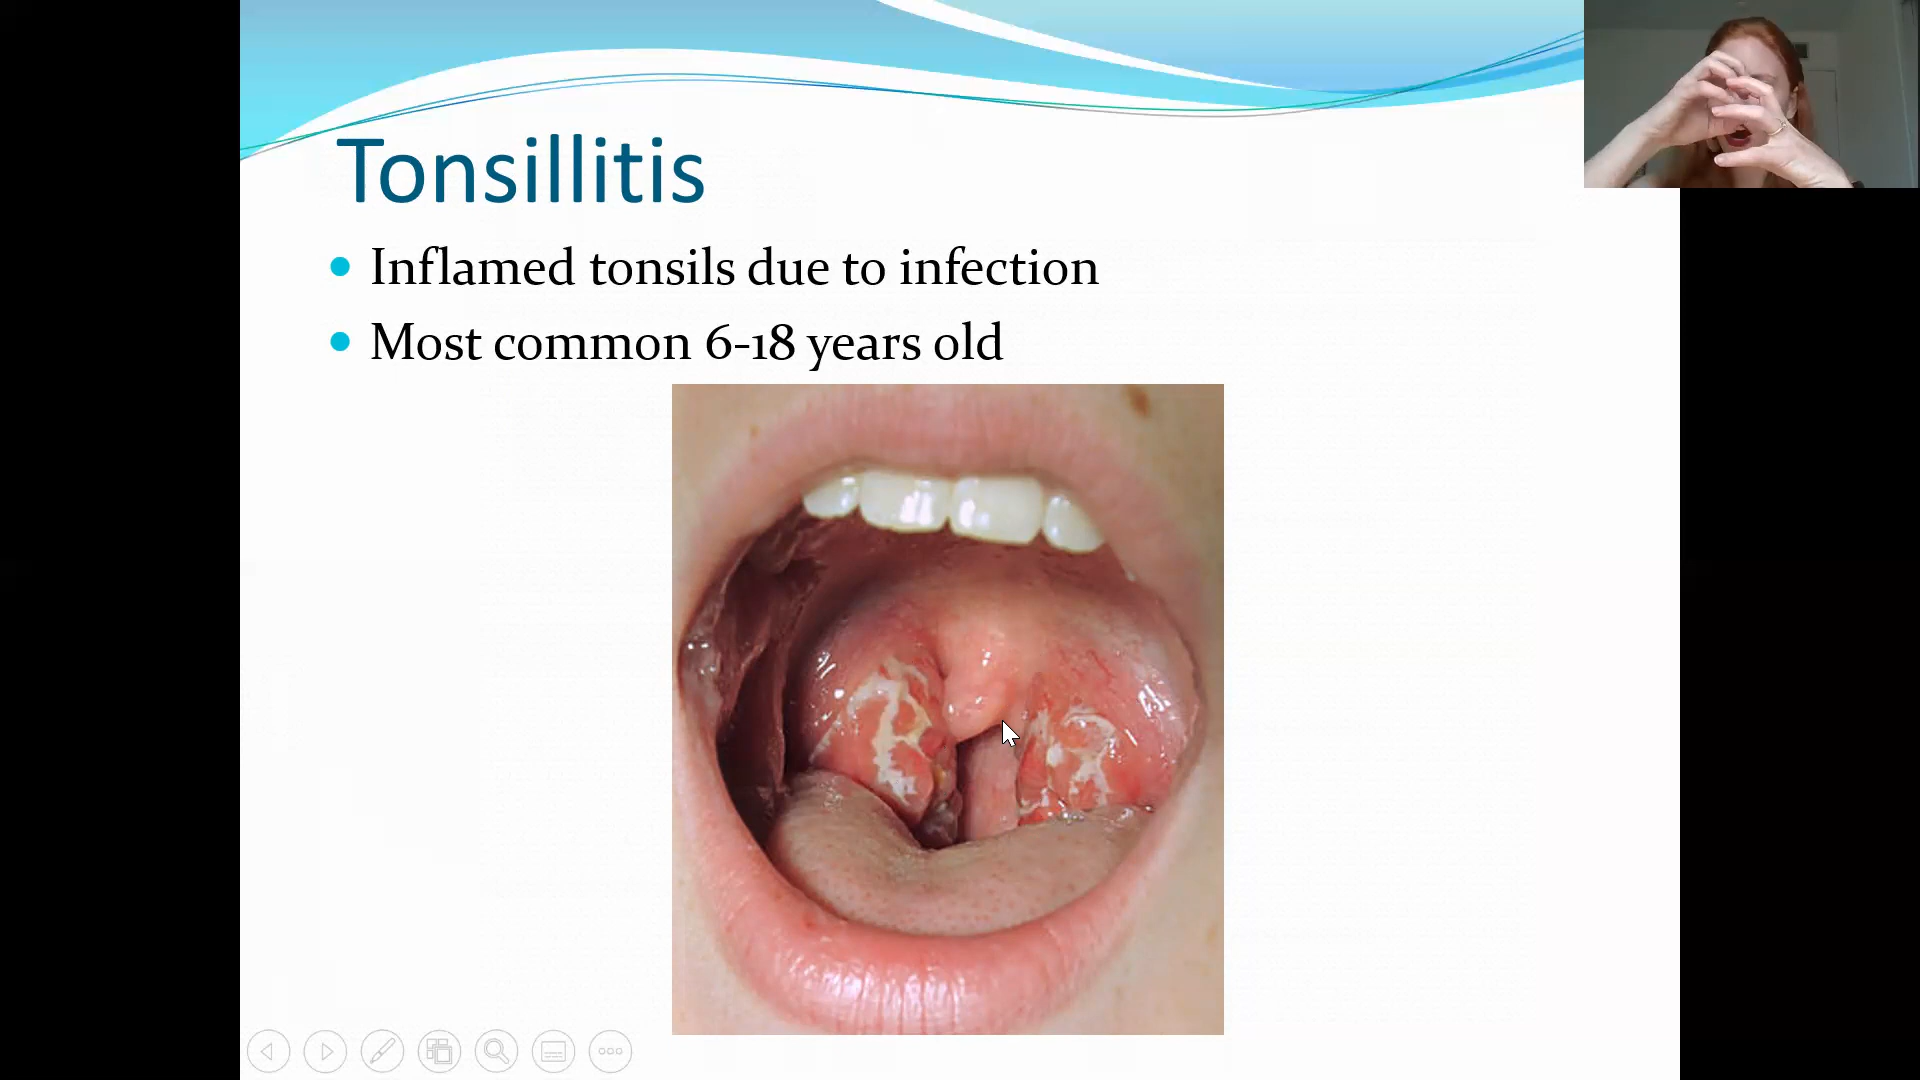 Tonsillitis
Inflamed tonsils due to infection
Most common 6-18 years old